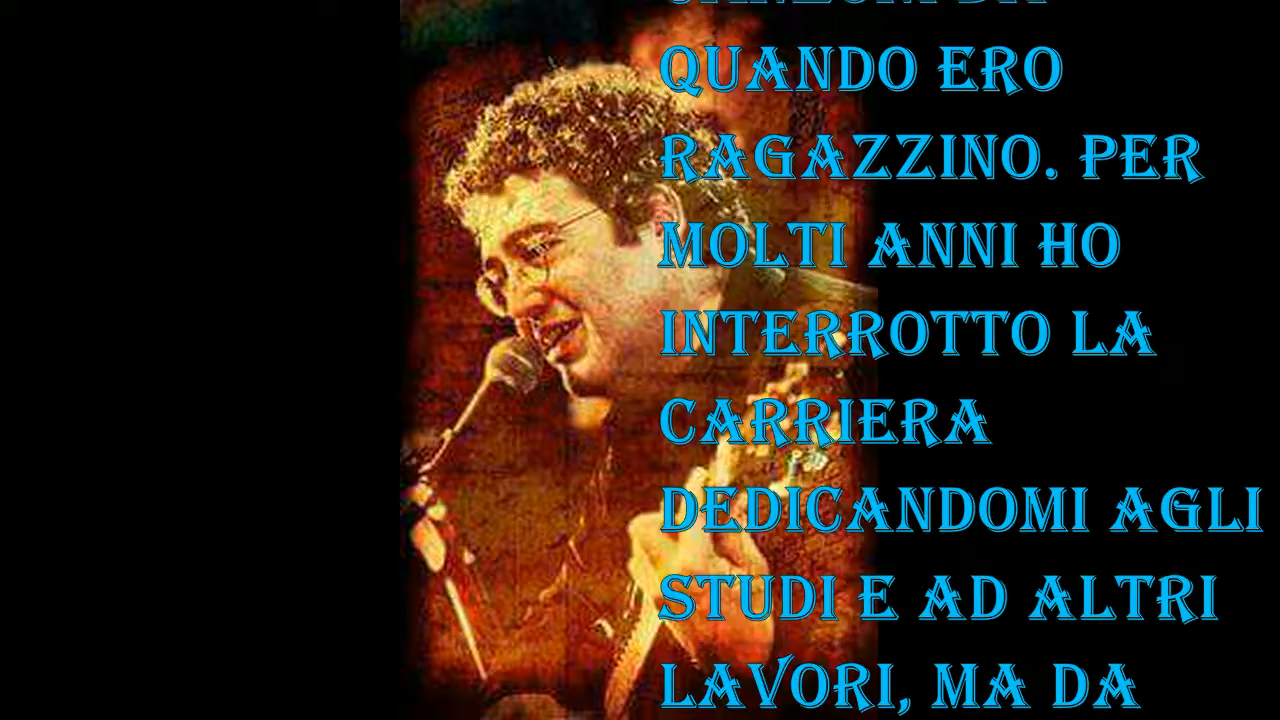 QUANDO ERO
RAGAZZINO. PER
MOLTI ANNI HO
INTERROTTO LA
CARRIERA
DEDICANDOMI AGLI
STUDI E AD ALTRI
LAVORI, MA DA